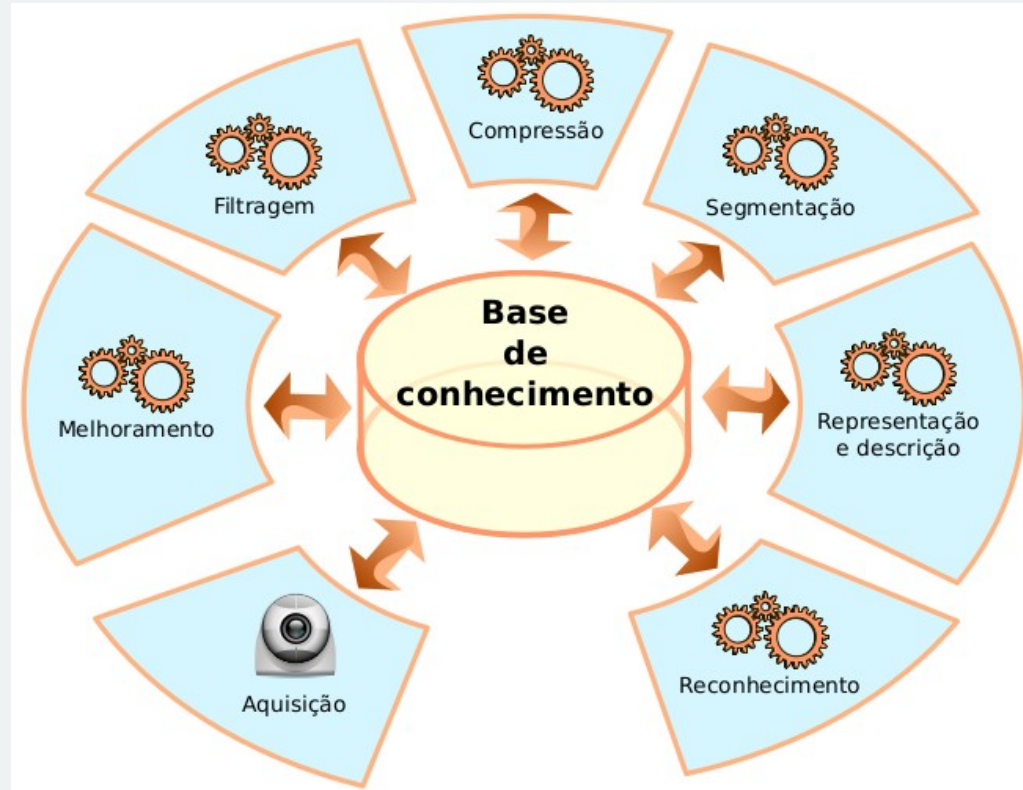 Compressão
Filtragem
Segmentação
Base
de
conhecimento
Melhoramento
Representação
e descrição
Aquisição
Reconhecimento